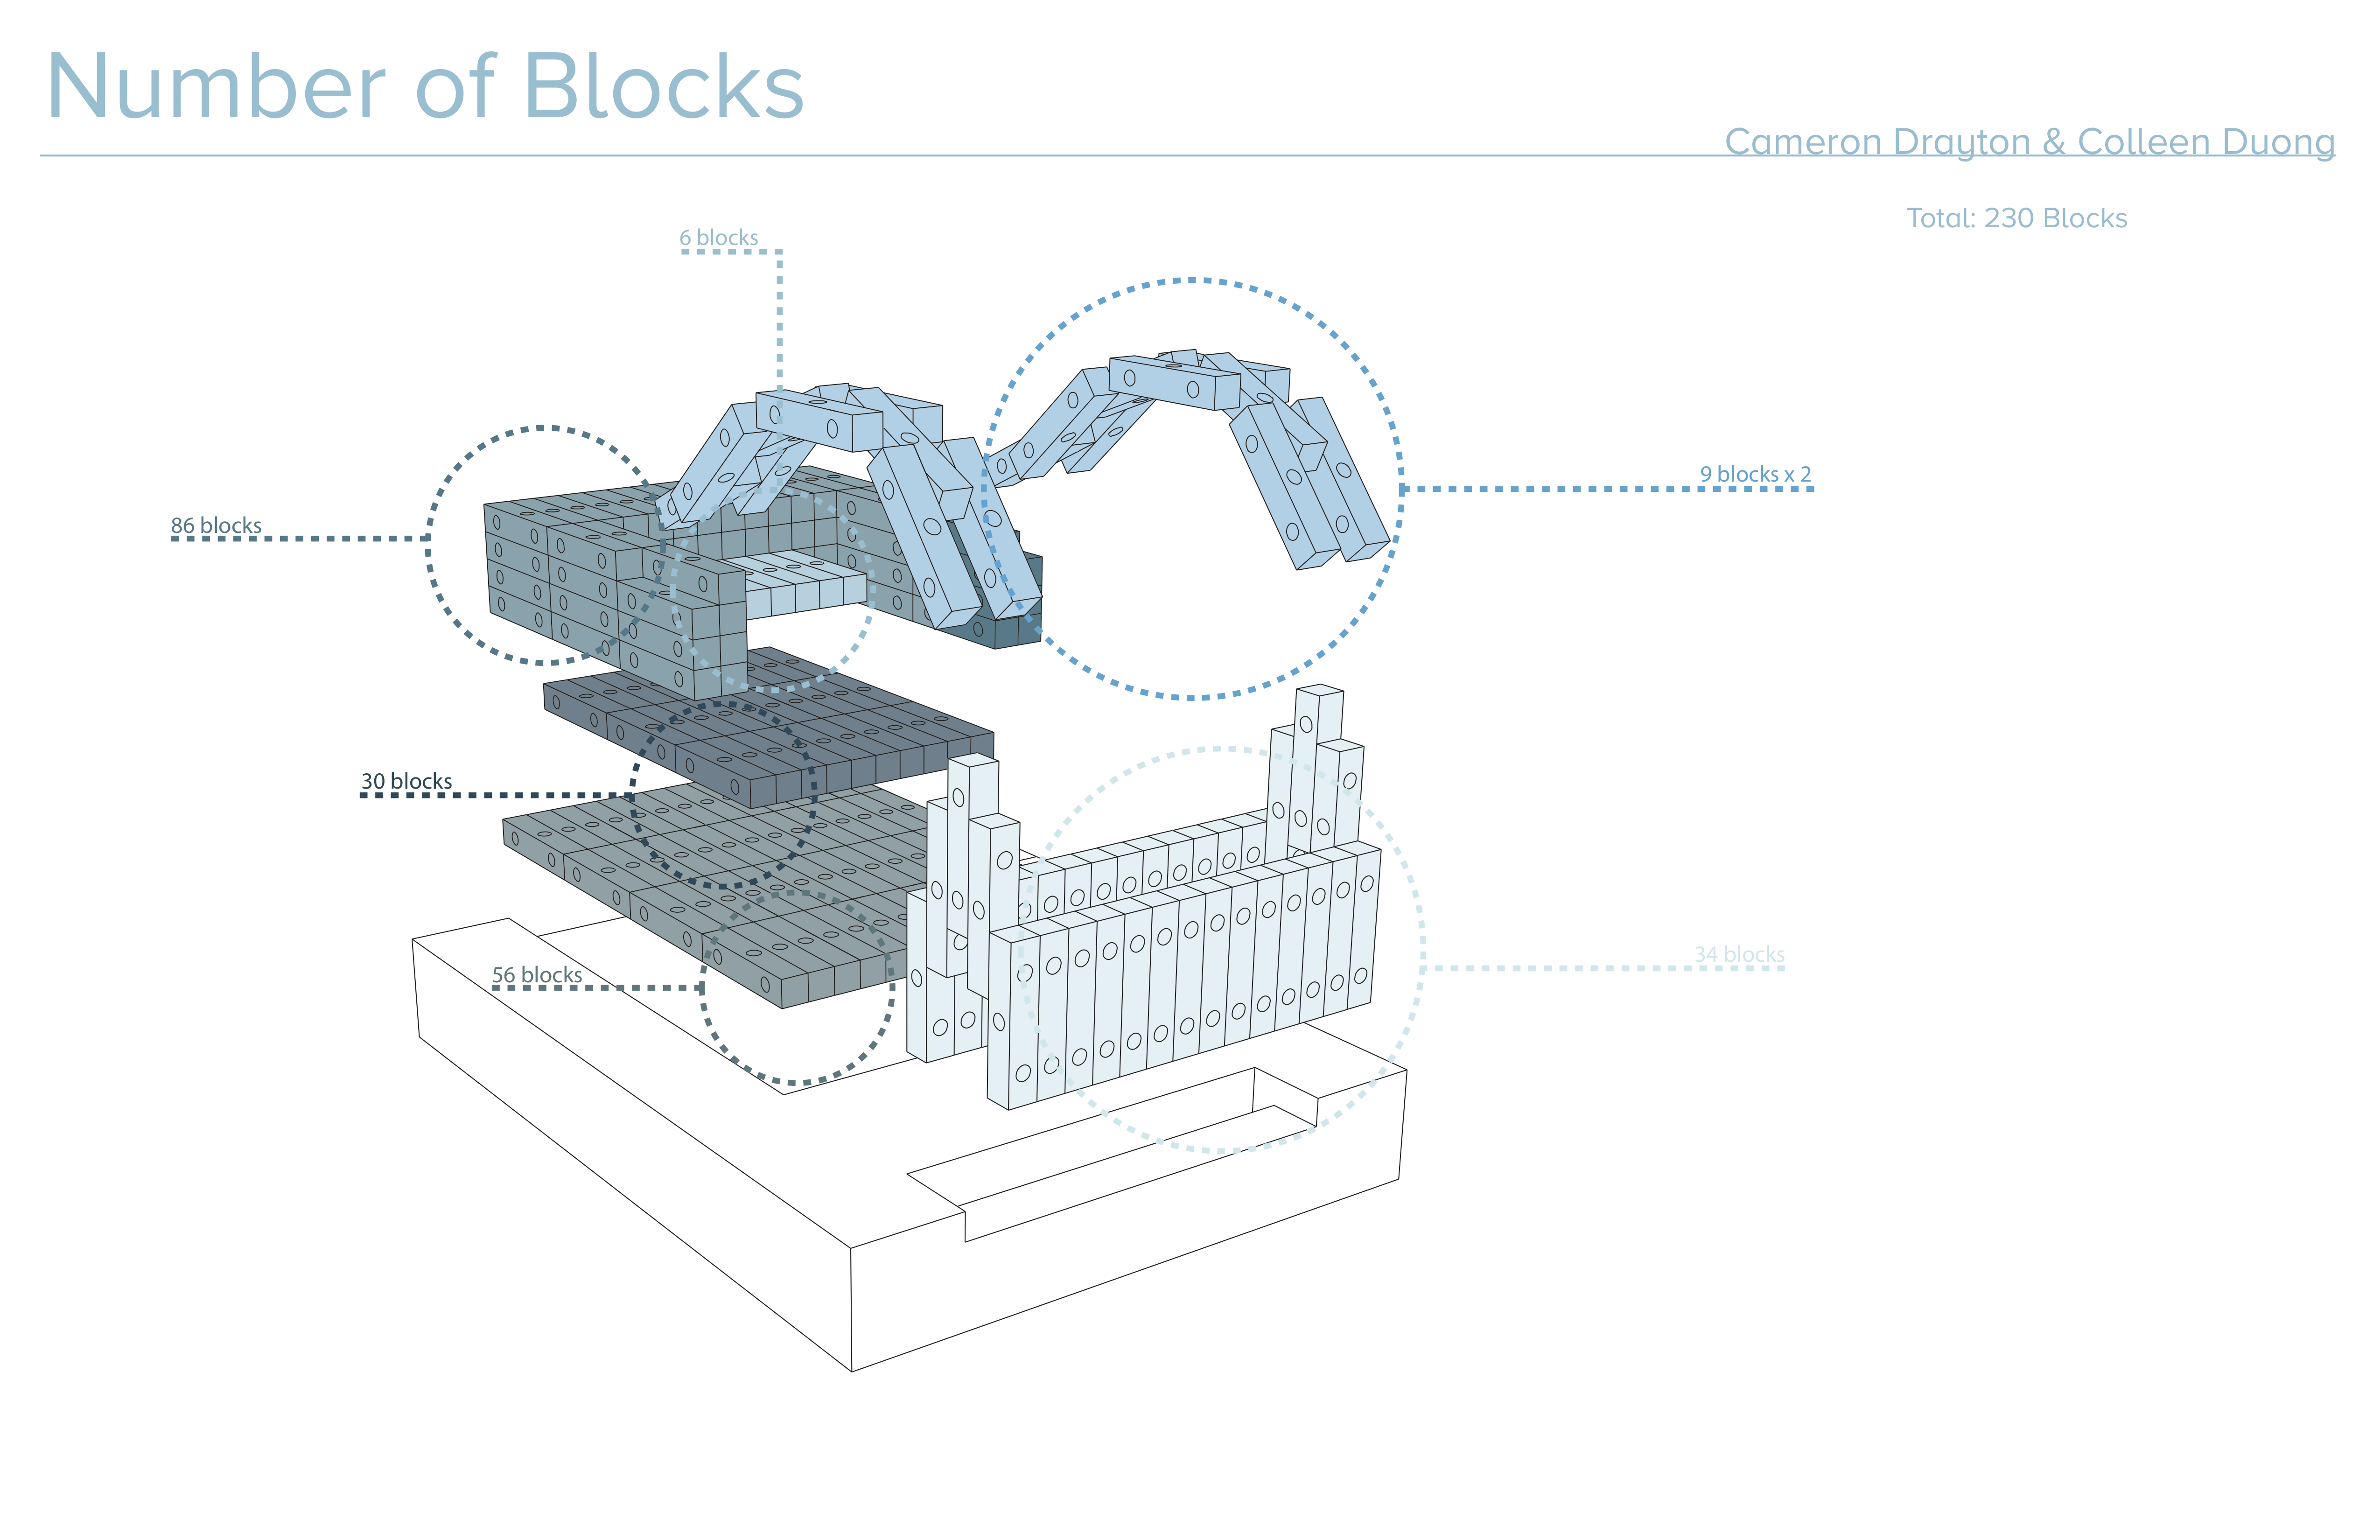 Number of Blocks
Cameron Drayton & Colleen Duong
Total: 230 Blocks
6 blocks
9 blocks x 2
86 blocks
30 blocks
34 blocks
56 blocks